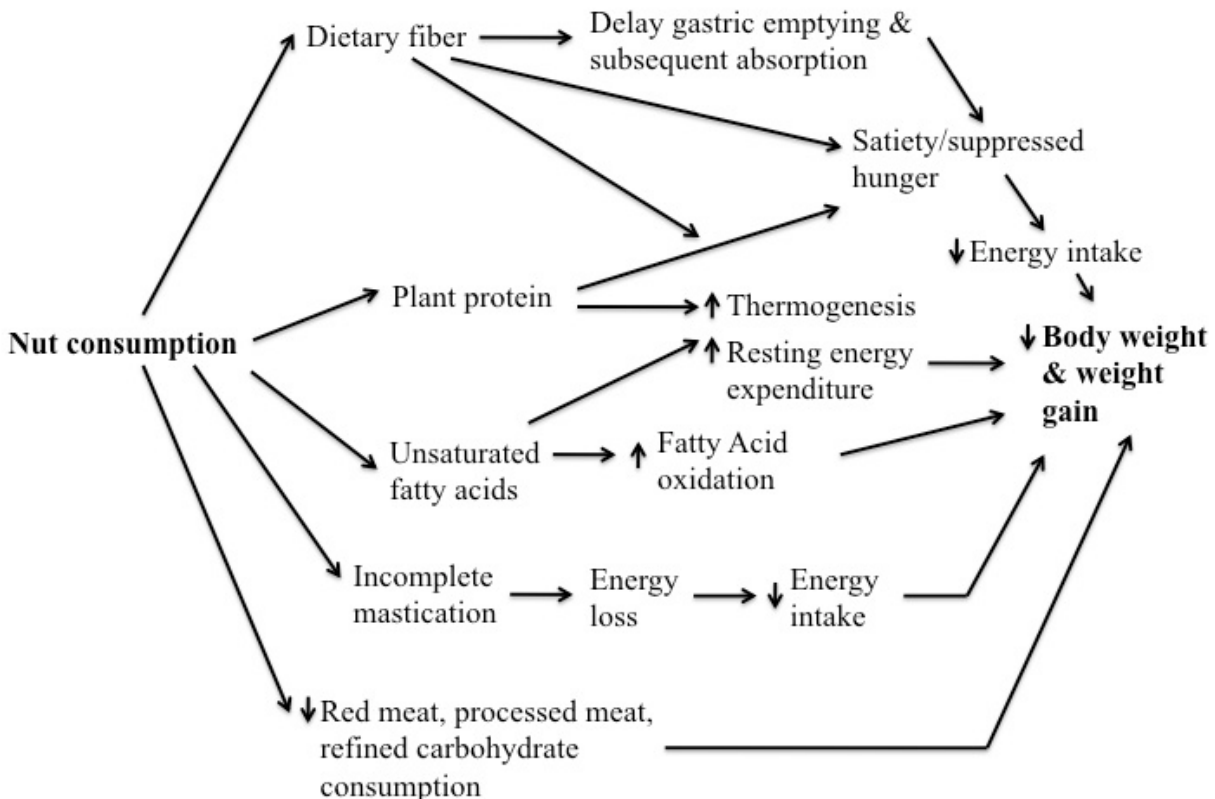 Dietary fiber
Delay gastric emptying &
subsequent absorption
Satiety/suppressed
hunger
↓ Energy intake
Plant protein
↑ Thermogenesis
Nut consumption
↑ Resting energy
expenditure
↓ Body weight
& weight
gain
Unsaturated
fatty acids
↑ Fatty Acid
oxidation
Incomplete
mastication
Energy
loss
↓ Energy
intake
↓ Red meat, processed meat,
refined carbohydrate
consumption